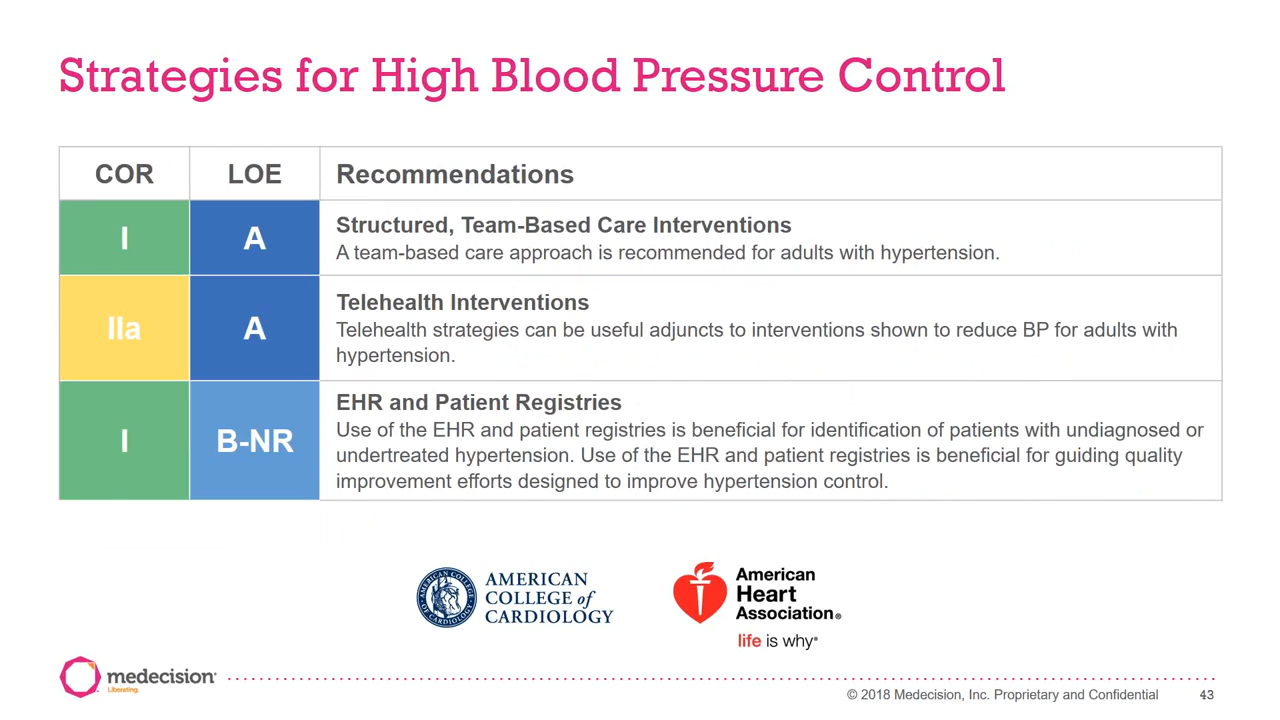 Strategies for High Blood Pressure Control
COR LOE Recommendations
I A Structured, Team-Based Care Interventions
A team-based care approach is recommended for adults with hypertension.
IIa A Telehealth Interventions
Telehealth strategies can be useful adjuncts to interventions shown to reduce BP for adults with
hypertension.
I B-NR EHR and Patient Registries
Use of the EHR and patient registries is beneficial for identification of patients with undiagnosed or
undertreated hypertension. Use of the EHR and patient registries is beneficial for guiding quality
improvement efforts designed to improve hypertension control.
AMERICAN
COLLEGE of
CARDIOLOGY
American
Heart
Association®
life is why®
medecision
Liberating.
© 2018 Medecision, Inc. Proprietary and Confidential 43